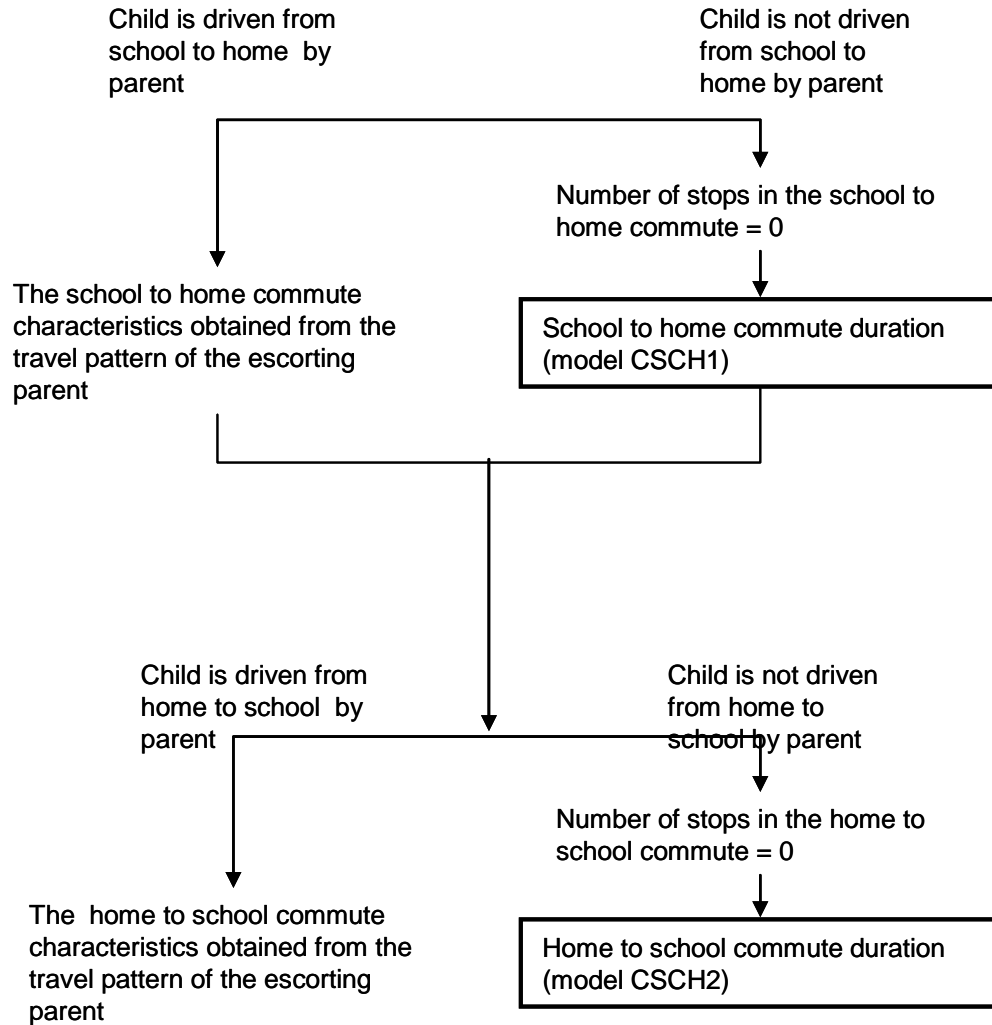 Child is driven from
school to home by
parent
Child is not driven
from school to
home by parent
Number of stops in the school to
home commute = 0
The school to home commute
characteristics obtained from the
travel pattern of the escorting
parent
School to home commute duration
(model CSCH1)
Child is driven from
home to school by
parent
Child is not driven
from home to
school by parent
Number of stops in the home to
school commute = 0
The home to school commute
characteristics obtained from the
travel pattern of the escorting
parent
Home to school commute duration
(model CSCH2)